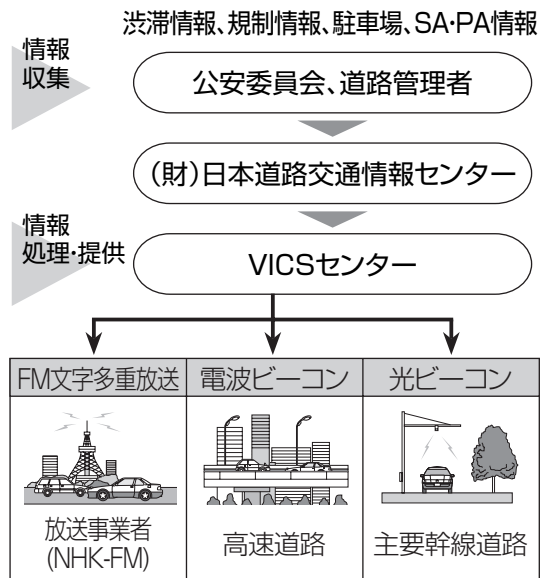 渋滞情報、規制情報、駐車場、SA・PA情報
情報
収集
公安委員会、道路管理者
(財)日本道路交通情報センター
情報
処理・提供
VICSセンター
FM文字多重放送
電波ビーコン
光ビーコン
放送事業者
(NHK-FM)
高速道路
主要幹線道路